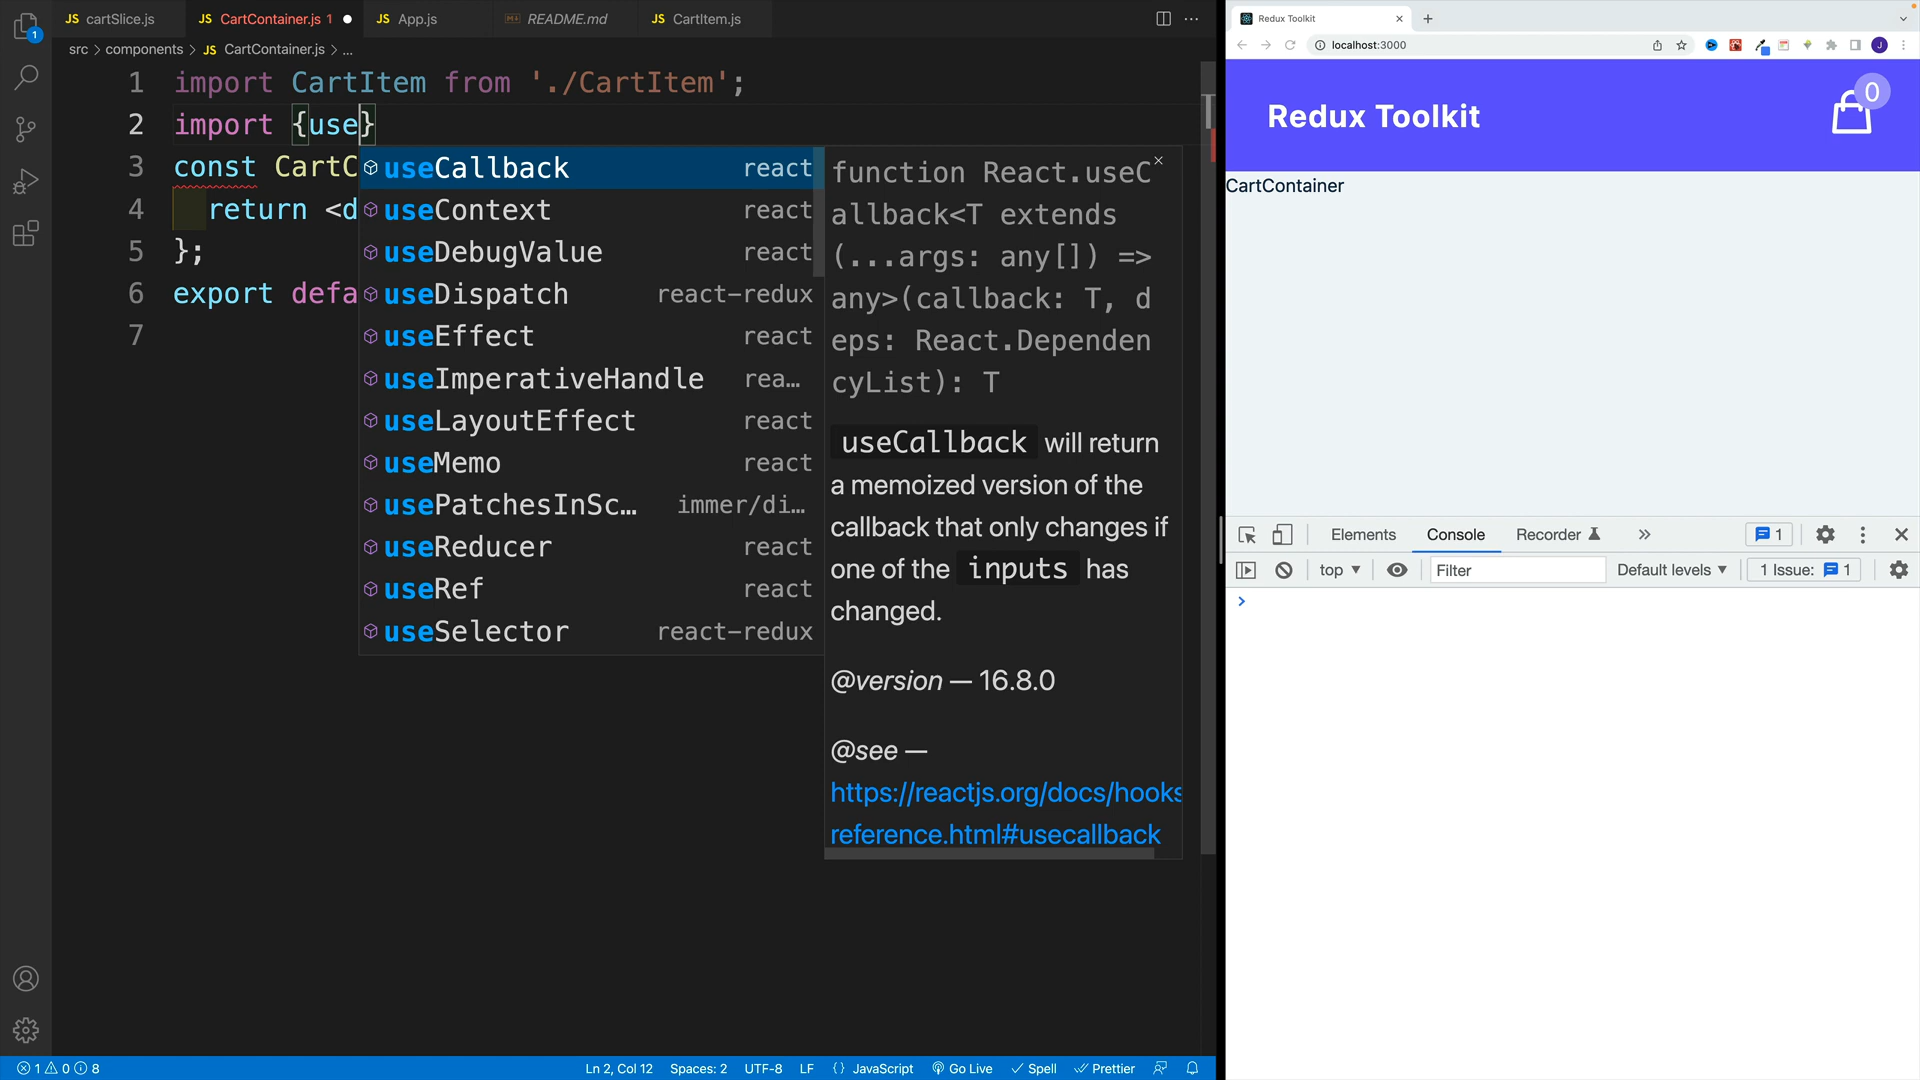 JS cartSlice.js
JS CartContainer.js 1
JS App.js
README.md
JS CartItem.js
src > components > JS CartContainer.js > ...
1 import CartItem from './CartItem';
2 import {use}
3 const CartC
4 return <d
5 };
6 export defa
7
useCallback react
useContext react
useDebugValue react
useDispatch react-redux
useEffect react
useImperativeHandle rea...
useLayoutEffect react
useMemo react
usePatchesInSc... immer/di...
useReducer react
useRef react
useSelector react-redux
function React.useC
allback<T extends
(...args: any[]) =>
any>(callback: T, d
eps: React.Dependen
cyList): T
useCallback will return
a memoized version of the
callback that only changes if
one of the inputs has
changed.
@version — 16.8.0
@see —
https://reactjs.org/docs/hooks
reference.html#usecallback
1
1 0 8
Ln 2, Col 12 Spaces: 2 UTF-8 LF {} JavaScript Go Live Spell Prettier
Redux Toolkit
localhost:3000
J
Redux Toolkit
0
CartContainer
Elements Console Recorder 1
top Filter Default levels 1 Issue: 1